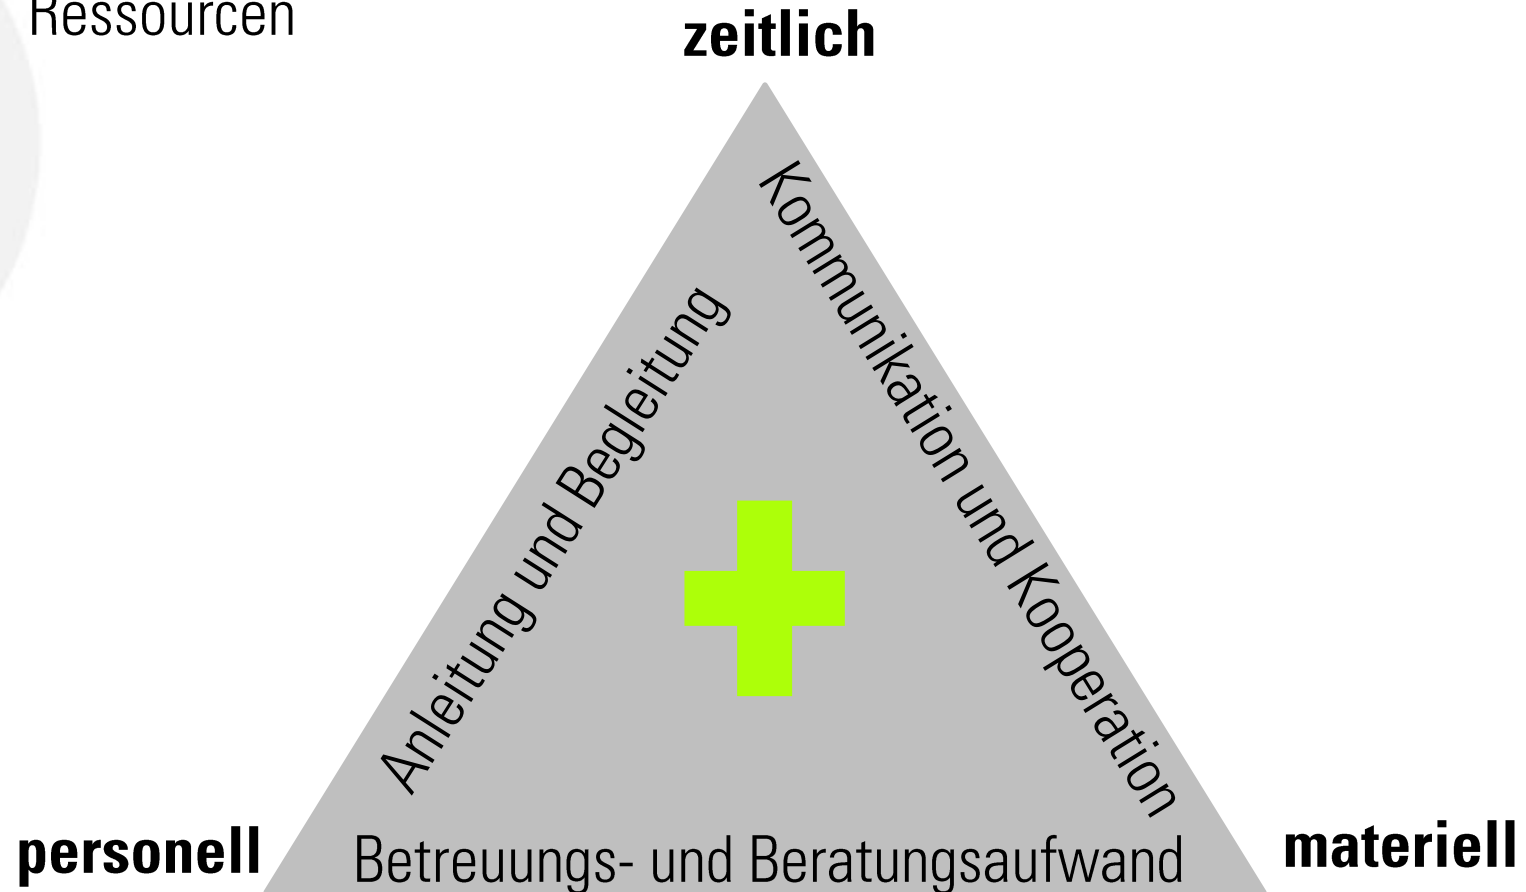 Ressourcen
zeitlich
Anleitung und Begleitung
Kommunikation und Kooperation
personell
Betreuungs- und Beratungsaufwand
materiell